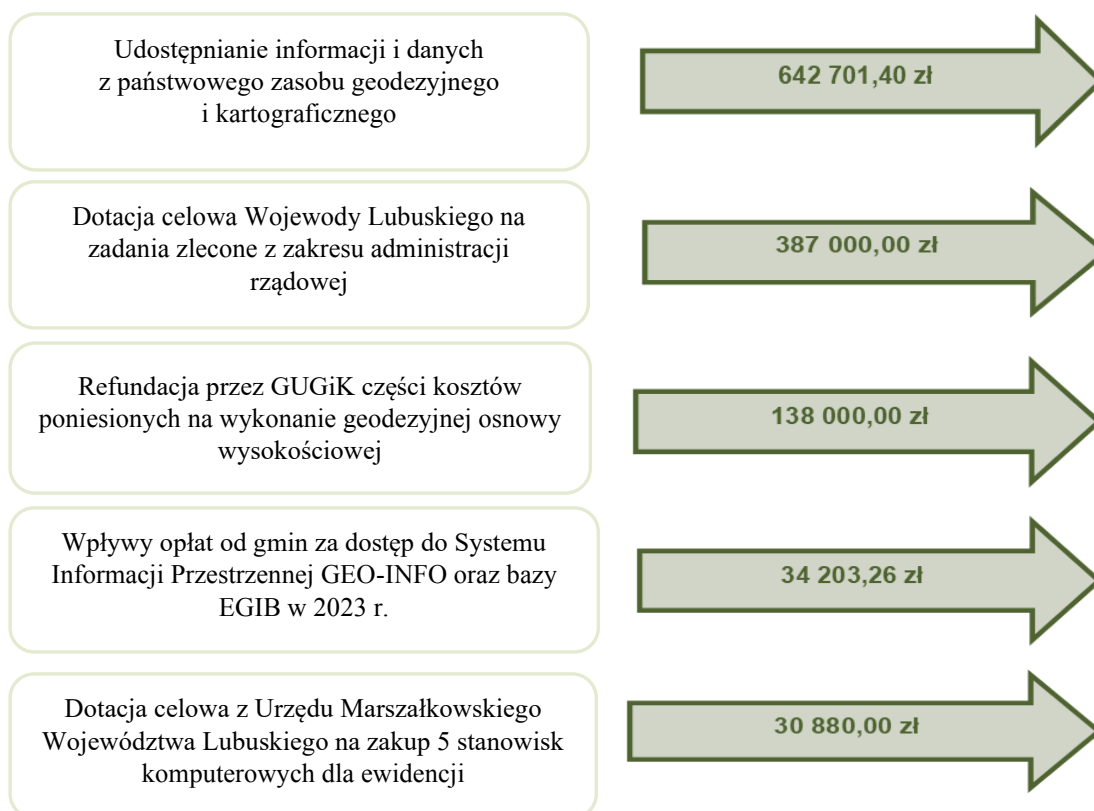 Udostępnianie informacji i danych
z państwowego zasobu geodezyjnego
i kartograficznego
642 701,40 zł
Dotacja celowa Wojewody Lubuskiego na
zadania zlecone z zakresu administracji
rządowej
387 000,00 zł
Refundacja przez GUGiK części kosztów
poniesionych na wykonanie geodezyjnej osnowy
wysokościowej
138 000,00 zł
Wpływy opłat od gmin za dostęp do Systemu
Informacji Przestrzennej GEO-INFO oraz bazy
EGIB w 2023 r.
34 203,26 zł
Dotacja celowa z Urzędu Marszałkowskiego
Województwa Lubuskiego na zakup 5 stanowisk
komputerowych dla ewidencji
30 880,00 zł